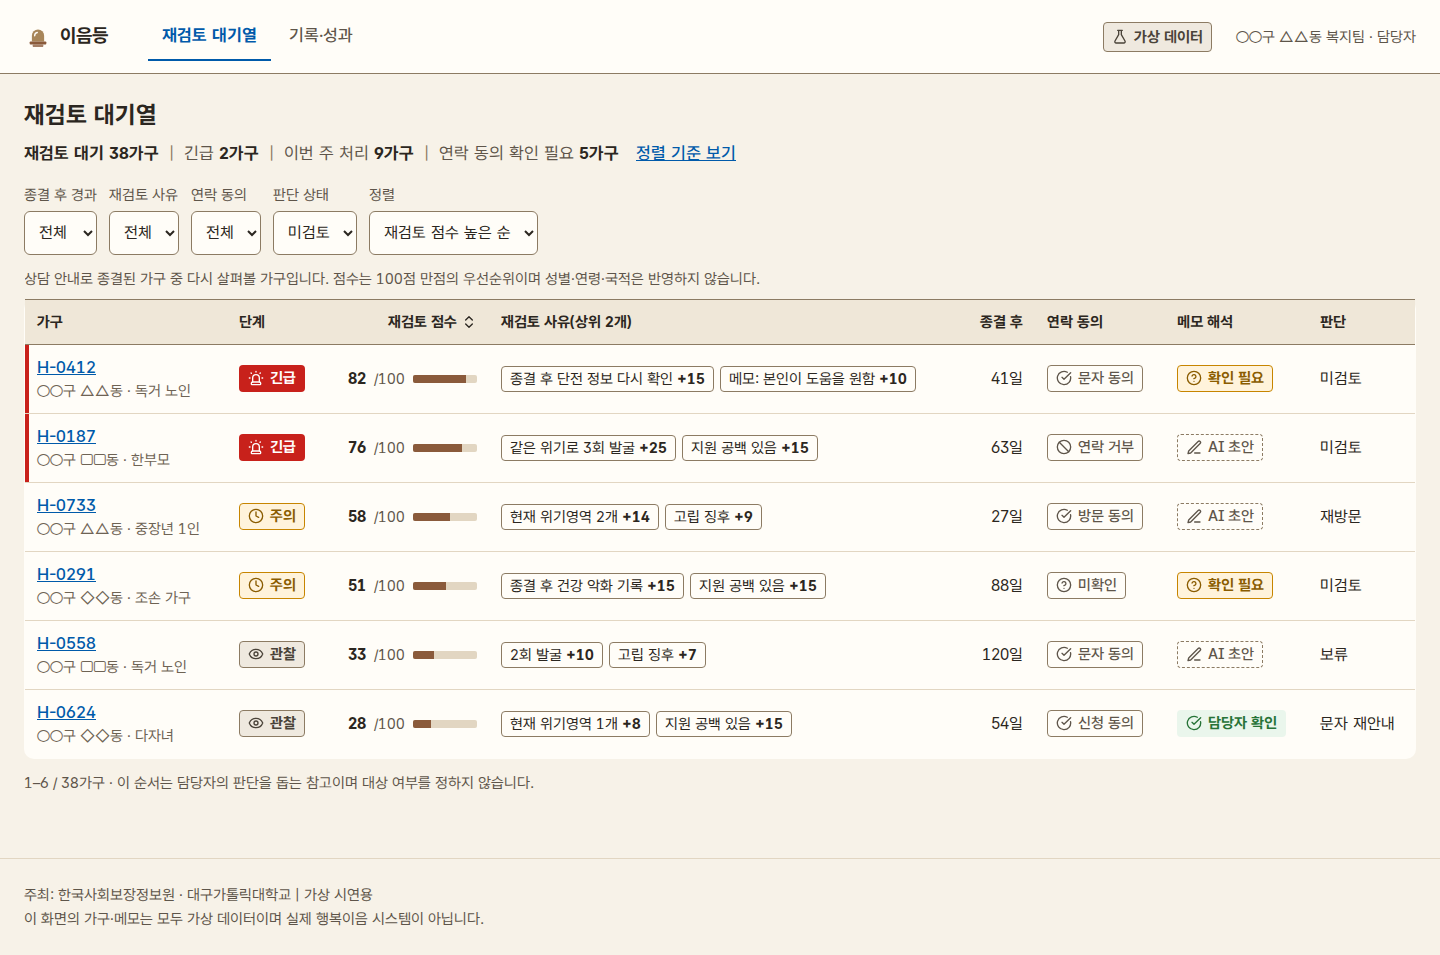 이음등
재검토 대기열
기록·성과
가상 데이터
○○구 △△동 복지팀 · 담당자
재검토 대기열
재검토 대기 38가구 | 긴급 2가구 | 이번 주 처리 9가구 | 연락 동의 확인 필요 5가구 정렬 기준 보기
종결 후 경과 재검토 사유 연락 동의 판단 상태 정렬
전체 전체 전체 미검토 재검토 점수 높은 순
상담 안내로 종결된 가구 중 다시 살펴볼 가구입니다. 점수는 100점 만점의 우선순위이며 성별·연령·국적은 반영하지 않습니다.
가구 단계 재검토 점수 재검토 사유(상위 2개) 종결 후 연락 동의 메모 해석 판단
H-0412
○○구 △△동 · 독거 노인
긴급 82 /100 종결 후 단전 정보 다시 확인 +15 메모: 본인이 도움을 원함 +10 41일 문자 동의 확인 필요 미검토
H-0187
○○구 □□동 · 한부모
긴급 76 /100 같은 위기로 3회 발굴 +25 지원 공백 있음 +15 63일 연락 거부 AI 초안 미검토
H-0733
○○구 △△동 · 중장년 1인
주의 58 /100 현재 위기영역 2개 +14 고립 징후 +9 27일 방문 동의 AI 초안 재방문
H-0291
○○구 ◇◇동 · 조손 가구
주의 51 /100 종결 후 건강 악화 기록 +15 지원 공백 있음 +15 88일 미확인 확인 필요 미검토
H-0558
○○구 □□동 · 독거 노인
관찰 33 /100 2회 발굴 +10 고립 징후 +7 120일 문자 동의 AI 초안 보류
H-0624
○○구 ◇◇동 · 다자녀
관찰 28 /100 현재 위기영역 1개 +8 지원 공백 있음 +15 54일 신청 동의 담당자 확인 문자 재안내
1–6 / 38가구 · 이 순서는 담당자의 판단을 돕는 참고이며 대상 여부를 정하지 않습니다.
주최: 한국사회보장정보원 · 대구가톨릭대학교 | 가상 시연용
이 화면의 가구·메모는 모두 가상 데이터이며 실제 행복이음 시스템이 아닙니다.